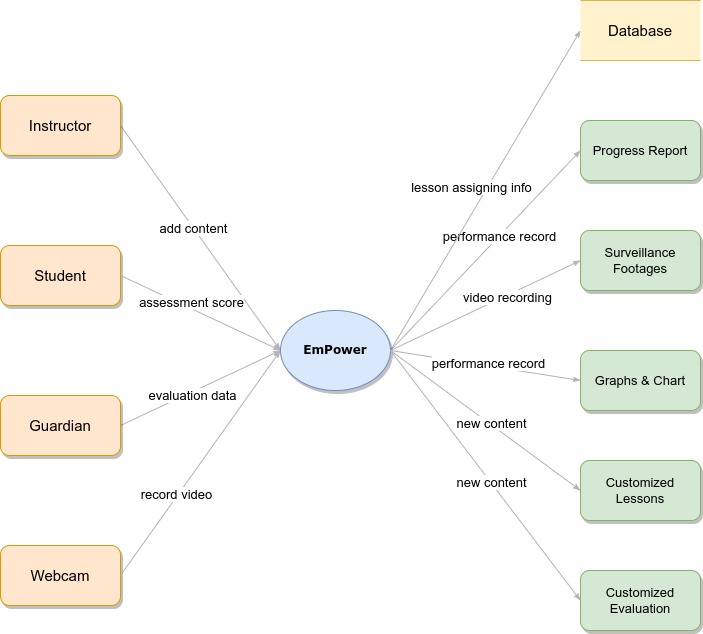 Database
Instructor
Progress Report
lesson assigning info
add content
performance record
Surveillance
Footages
Student
assessment score
video recording
EmPower
performance record
Graphs & Chart
evaluation data
Guardian
new content
new content
Customized
Lessons
record video
Webcam
Customized
Evaluation